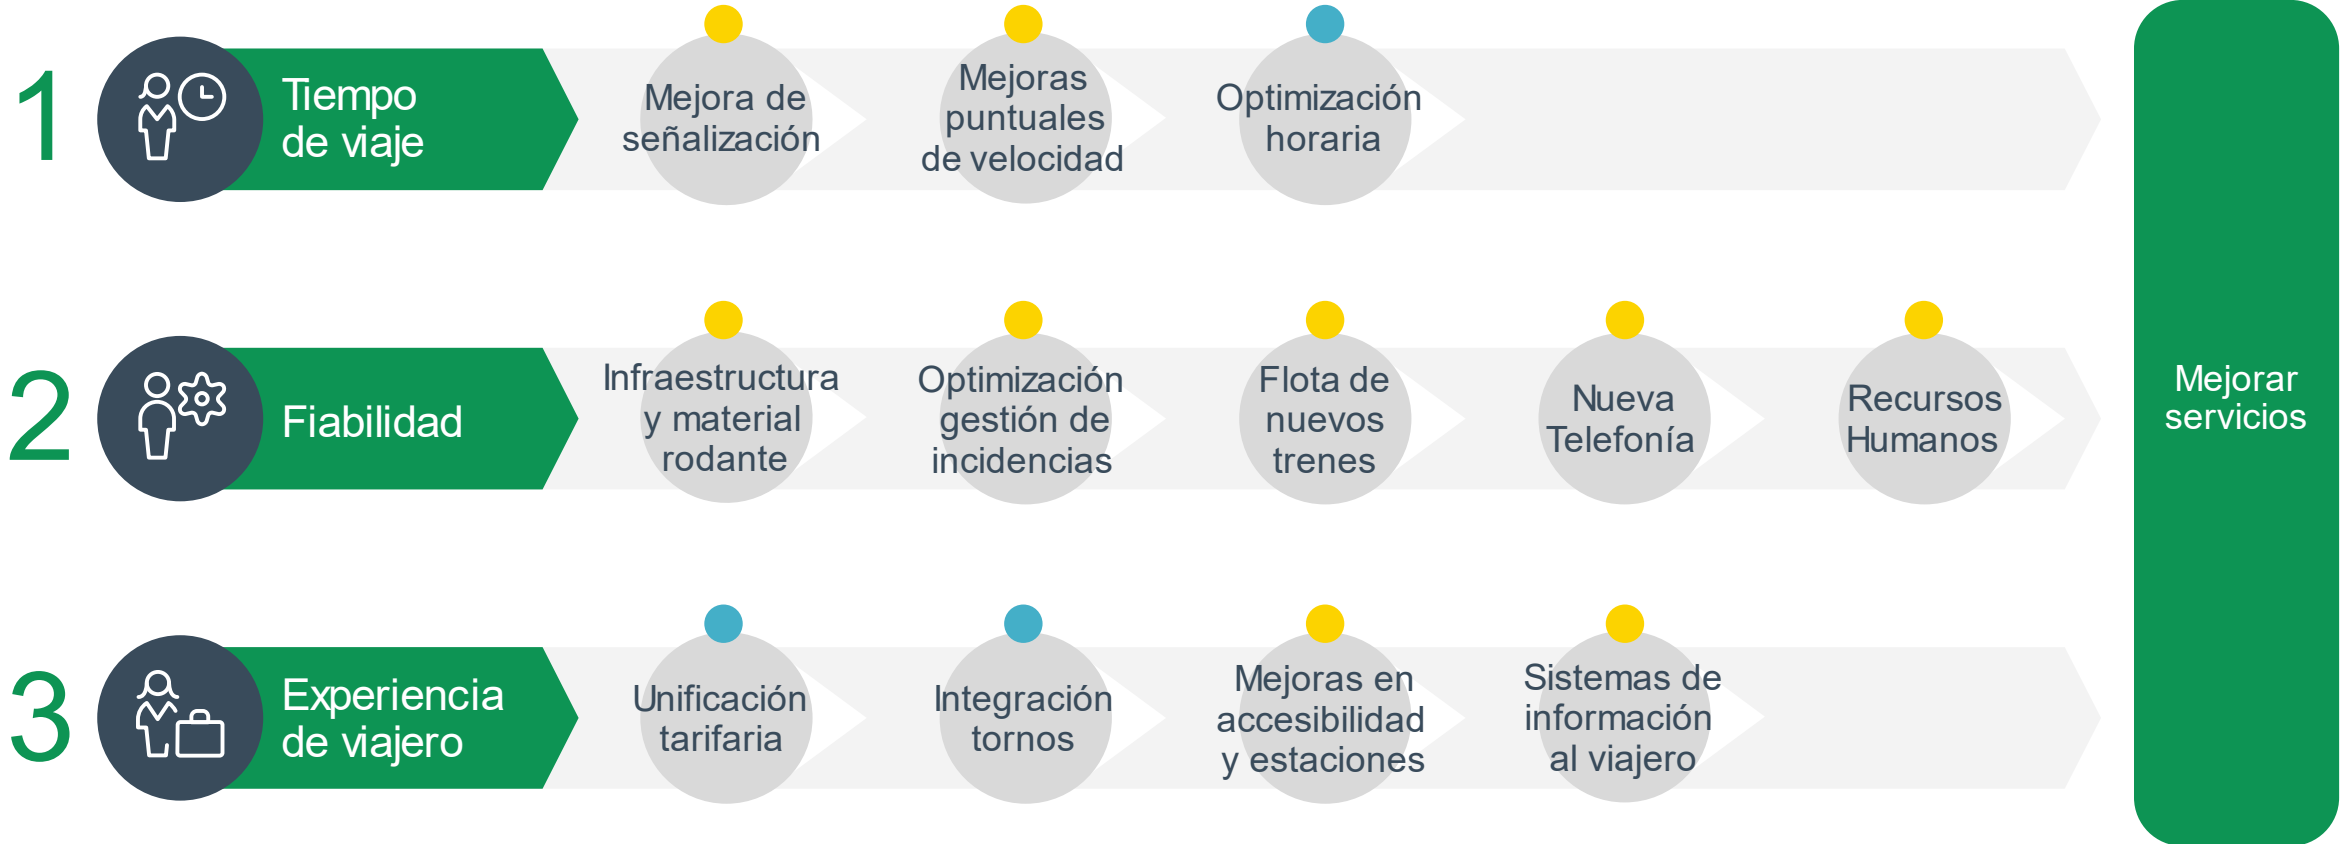 1
Tiempo
de viaje
Mejora de
señalización
Mejoras
puntuales
de velocidad
Optimización
horaria
2
Fiabilidad
Infraestructura
y material
rodante
Optimización
gestión de
incidencias
Flota de
nuevos
trenes
Nueva
Telefonía
Recursos
Humanos
3
Experiencia
de viajero
Unificación
tarifaria
Integración
tornos
Mejoras en
accesibilidad
y estaciones
Sistemas de
información
al viajero
Mejorar
servicios